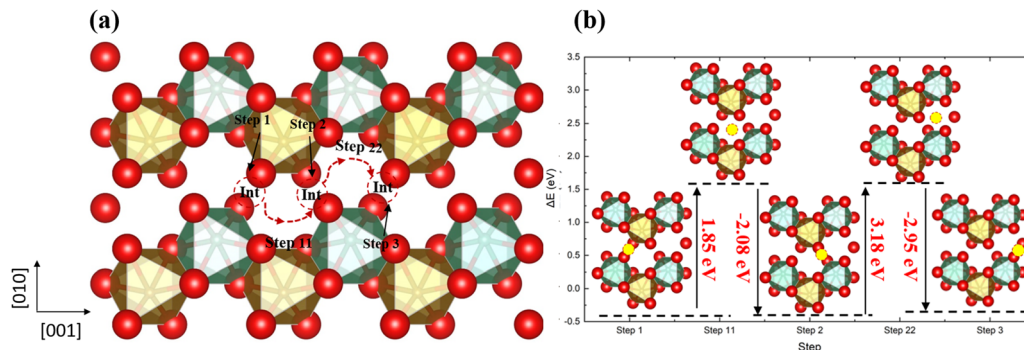 (a)
Step 1
Step 2
Step 22
Int
Int
Int
Step 11
Step 3
[010]
[001]
(b)
3.5
3.0
2.5
2.0
1.5
1.0
0.5
0.0
-0.5
ΔE (eV)
1.85 eV
-2.08 eV
3.18 eV
-2.95 eV
Step 1
Step 11
Step 2
Step 22
Step 3
Step